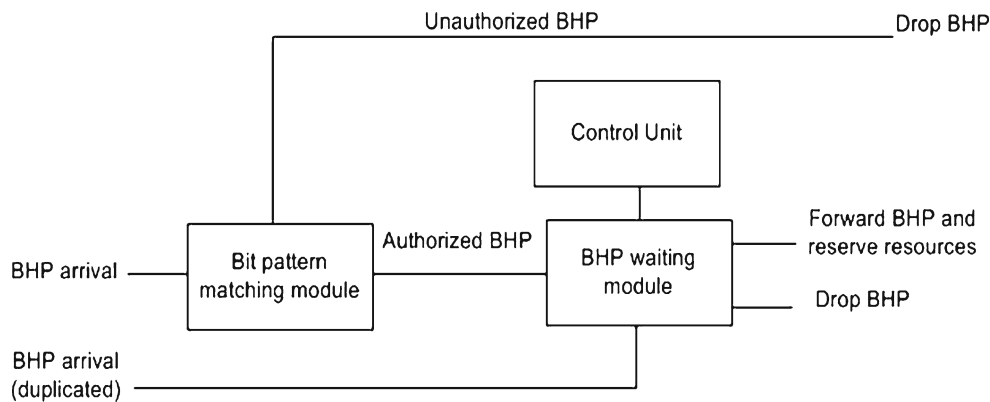 Unauthorized BHP
Drop BHP
Control Unit
Forward BHP and
reserve resources
Authorized BHP
BHP arrival
Bit pattern
matching module
BHP waiting
module
Drop BHP
BHP arrival
(duplicated)